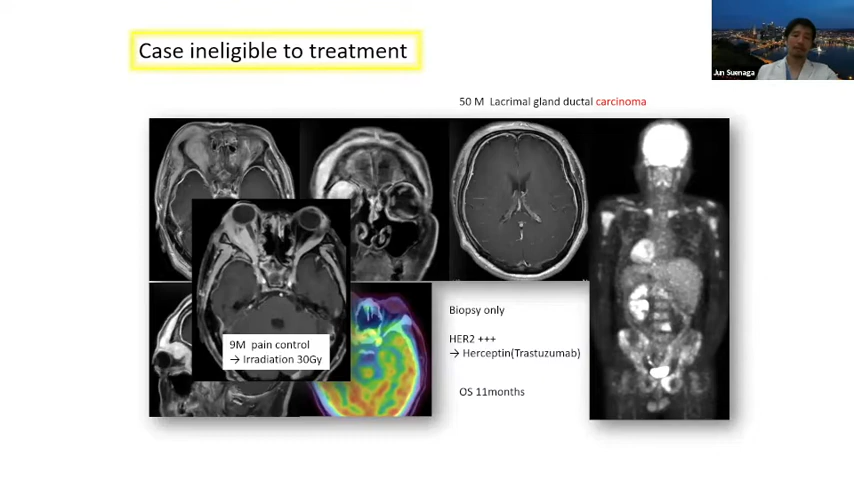 Case ineligible to treatment
Jun Suenaga
50 M Lacrimal gland ductal carcinoma
9M pain control
→ Irradiation 30Gy
Biopsy only
HER2 +++
→ Herceptin(Trastuzumab)
OS 11months